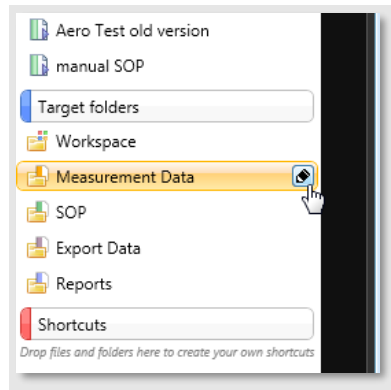 Aero Test old version
manual SOP
Target folders
Workspace
Measurement Data
SOP
Export Data
Reports
Shortcuts
Drop files and folders here to create your own shortcuts